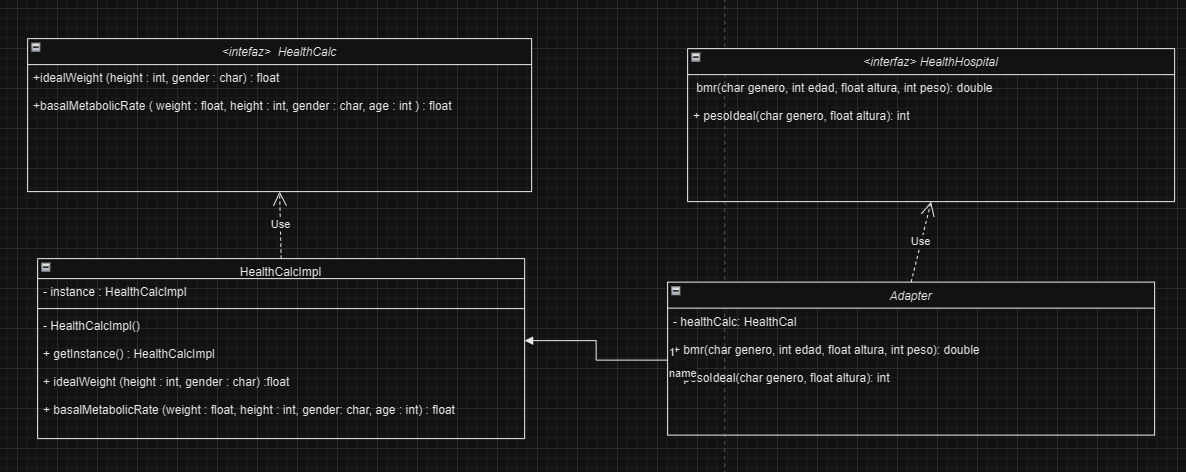 <intefaz> HealthCalc
+idealWeight (height : int, gender : char) : float
+basalMetabolicRate ( weight : float, height : int, gender : char, age : int ) : float
<interfaz> HealthHospital
bmr(char genero, int edad, float altura, int peso): double
+ pesoIdeal(char genero, float altura): int
Use
Use
HealthCalcImpl
- instance : HealthCalcImpl
- HealthCalcImpl()
+ getInstance() : HealthCalcImpl
+ idealWeight (height : int, gender : char) :float
+ basalMetabolicRate (weight : float, height : int, gender: char, age : int) : float
Adapter
- healthCalc: HealthCal
1
+ bmr(char genero, int edad, float altura, int peso): double
name
pesoIdeal(char genero, float altura): int